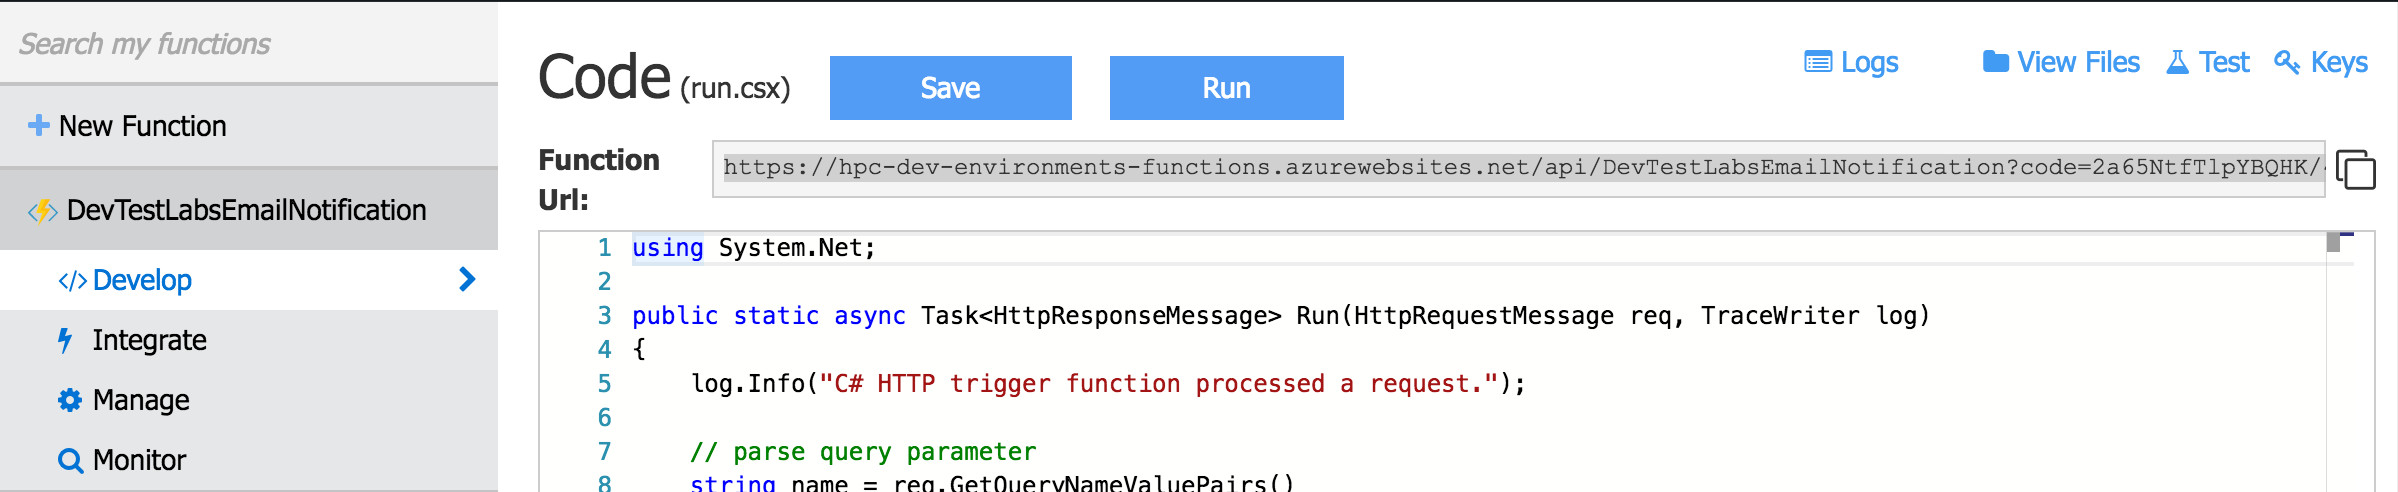 Search my functions
New Function
DevTestLabsEmailNotification
</> Develop
Integrate
Manage
Monitor
Code (run.csx)
Save
Run
Logs
View Files
Test
Keys
Function
Url:
https://hpc-dev-environments-functions.azurewebsites.net/api/DevTestLabsEmailNotification?code=2a65NtfTlpYBQHK/
1 using System.Net;
2
3 public static async Task<HttpResponseMessage> Run(HttpRequestMessage req, TraceWriter log)
4 {
5 log.Info("C# HTTP trigger function processed a request.");
6
7 // parse query parameter
8 string name = req.GetQueryNameValuePairs()